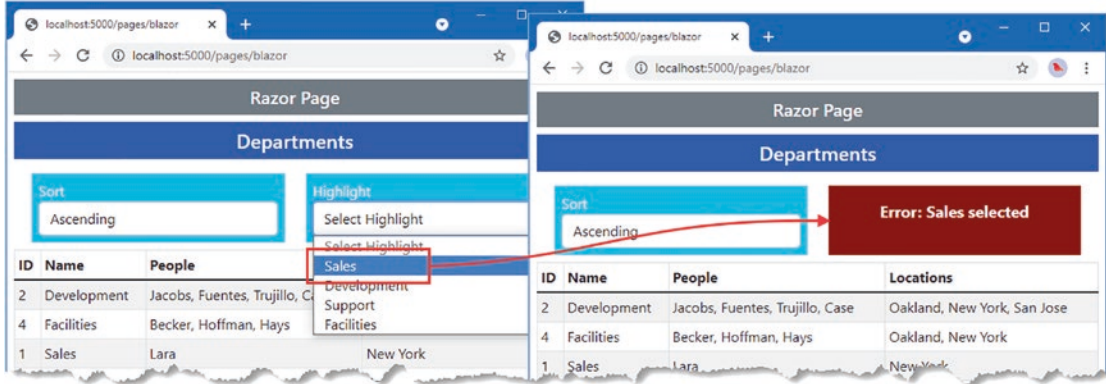 localhost:5000/pages/blazor
localhost:5000/pages/blazor
Razor Page
Departments
Sort
Ascending
Highlight
Select Highlight
Select Highlight
Sales
Development
Support
Facilities
ID Name People
2 Development Jacobs, Fuentes, Trujillo, Ca
4 Facilities Becker, Hoffman, Hays
1 Sales Lara New York
localhost:5000/pages/blazor
localhost:5000/pages/blazor
Razor Page
Departments
Sort
Ascending
Error: Sales selected
ID Name People Locations
2 Development Jacobs, Fuentes, Trujillo, Case Oakland, New York, San Jose
4 Facilities Becker, Hoffman, Hays Oakland, New York
1 Sales Lara New York